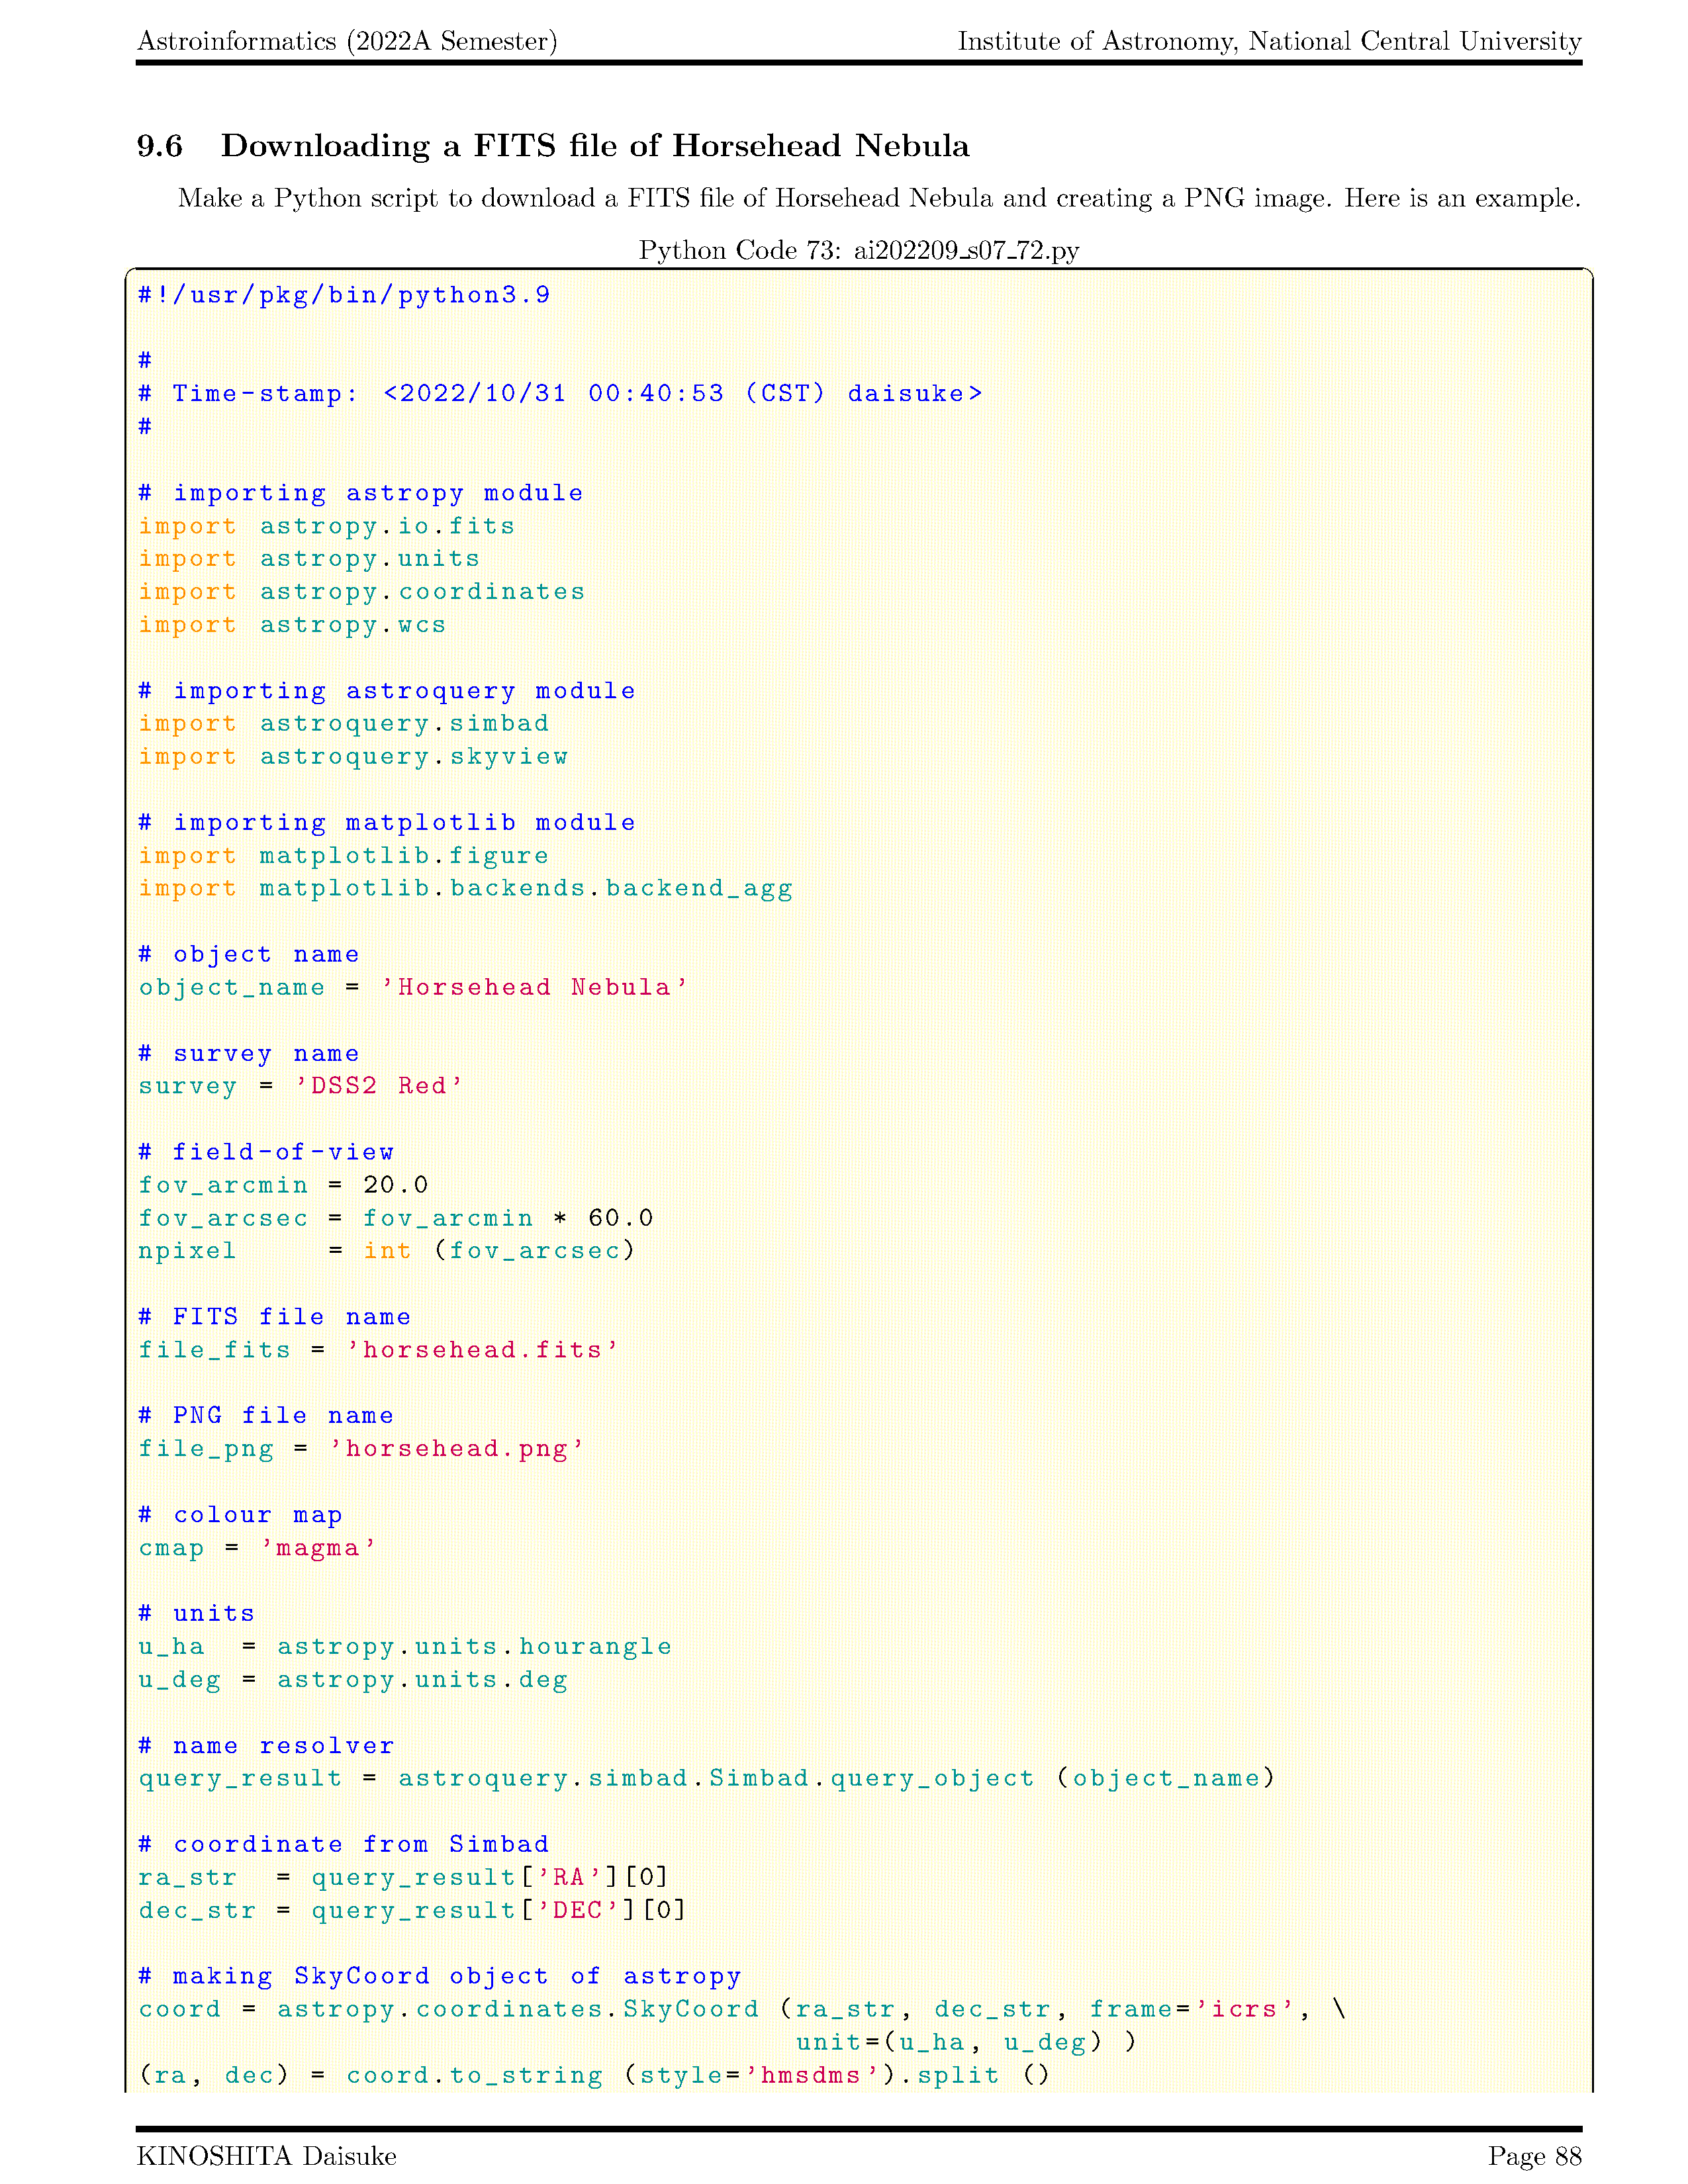 Astroinformatics (2022A Semester) Institute of Astronomy, National Central University
9.6 Downloading a FITS file of Horsehead Nebula
Make a Python script to download a FITS file of Horsehead Nebula and creating a PNG image. Here is an example.
Python Code 73: ai202209_s07_72.py
#!/usr/pkg/bin/python3.9
#
# Time-stamp: <2022/10/31 00:40:53 (CST) daisuke>
#
# importing astropy module
import astropy.io.fits
import astropy.units
import astropy.coordinates
import astropy.wcs
# importing astroquery module
import astroquery.simbad
import astroquery.skyview
# importing matplotlib module
import matplotlib.figure
import matplotlib.backends.backend_agg
# object name
object_name = 'Horsehead Nebula'
# survey name
survey = 'DSS2 Red'
# field-of-view
fov_arcmin = 20.0
fov_arcsec = fov_arcmin * 60.0
npixel     = int (fov_arcsec)
# FITS file name
file_fits = 'horsehead.fits'
# PNG file name
file_png = 'horsehead.png'
# colour map
cmap = 'magma'
# units
u_ha  = astropy.units.hourangle
u_deg = astropy.units.deg
# name resolver
query_result = astroquery.simbad.Simbad.query_object (object_name)
# coordinate from Simbad
ra_str  = query_result['RA'][0]
dec_str = query_result['DEC'][0]
# making SkyCoord object of astropy
coord = astropy.coordinates.SkyCoord (ra_str, dec_str, frame='icrs', \
unit=(u_ha, u_deg) )
(ra, dec) = coord.to_string (style='hmsdms').split ()
KINOSHITA Daisuke Page 88